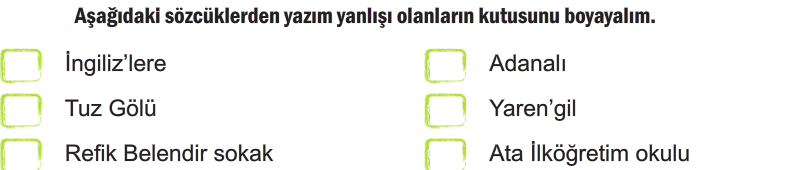 Aşağıdaki sözcüklerden yazım yanlışı olanların kutusunu boyayalım.
İngiliz’lere
Adanalı
Tuz Gölü
Yaren’gil
Refik Belendir sokak
Ata İlköğretim okulu